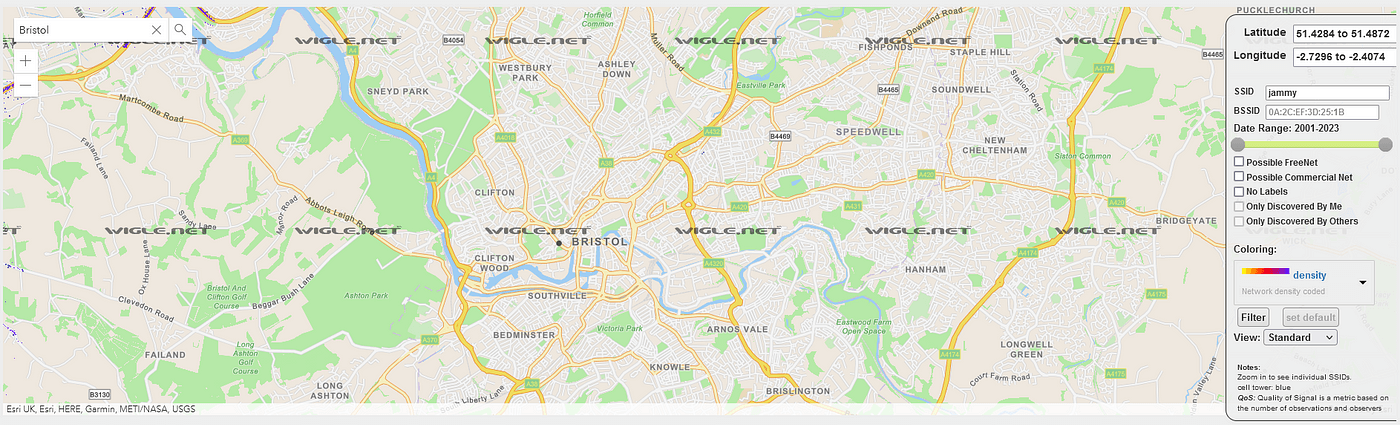 Bristol
Horfield
Common
PUCKLECHURCH
Downend Road
B4054
WiGLE.NET
WiGLE.NET
WiGLE.NET
WiGLE.NET
WiGLE.NET
WiGLE.NET
A4
Muller Road
FISHPONDS
STAPLE HILL
B4465
A4174
WESTBURY
PARK
ASHLEY
DOWN
SNEYD PARK
Eastville Park
B4465
SOUNDWELL
Station Road
Martcombe Road
A369
A4018
A38
A432
B4469
SPEEDWELL
NEW
CHELTENHAM
Siston Common
Failand Lane
A4
A420
CLIFTON
Abbots Leigh Road
Manor Road
Sandy Lane
A420
A431
A420
BRIDGEYATE
WiGLE.NET
WiGLE.NET
WiGLE.NET
WiGLE.NET
WiGLE.NET
WiGLE.NET
BRISTOL
Ox House Lane
CLIFTON
WOOD
A4320
A4174
HANHAM
Bristol And
Clifton Golf
Course
Beggar Bush Lane
Ashton Park
SOUTHVILLE
A4175
Clevedon Road
BEDMINSTER
Victoria Park
ARNOS VALE
Eastwood Farm
Open Space
A370
FAILAND
Long
Ashton
Golf
Course
LONGWELL
GREEN
A4174
KNOWLE
A4175
Court Farm Road
LONG
ASHTON
A38
BRISLINGTON
B3130
Liberty Lane
Esri UK, Esri, HERE, Garmin, METI/NASA, USGS
Latitude 51.4284 to 51.4872
Longitude -2.7296 to -2.4074
SSID jammy
BSSID 0A:2C:EF:3D:25:1B
Date Range: 2001-2023
Possible FreeNet
Possible Commercial Net
No Labels
Only Discovered By Me
Only Discovered By Others
Coloring:
density
Network density coded
Filter set default
View: Standard
Notes:
Zoom in to see individual SSIDs.
cell tower: blue
QoS: Quality of Signal is a metric based on
the number of observations and observers